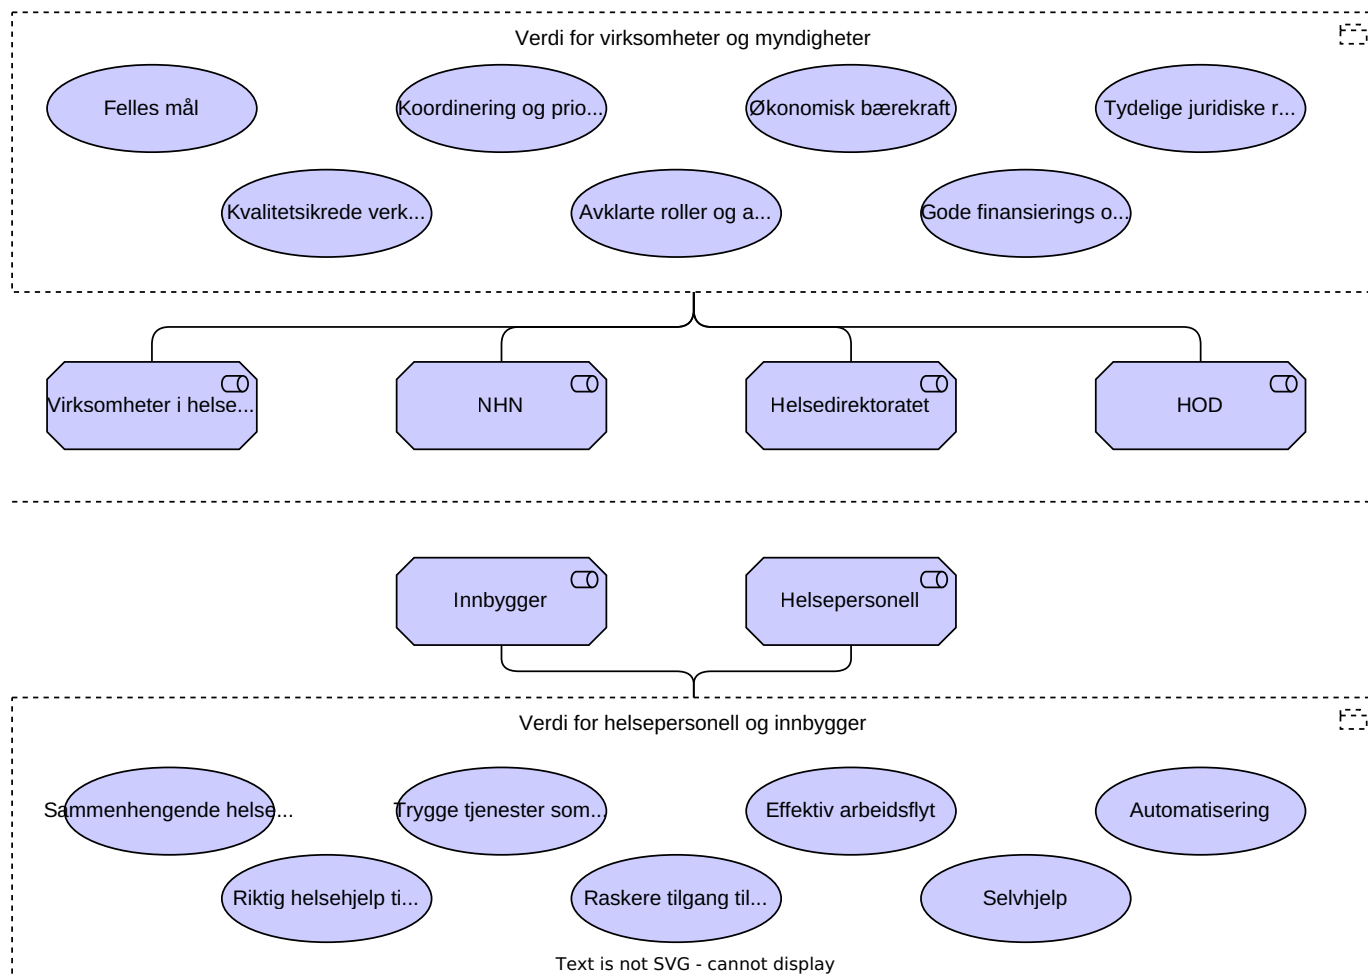 Verdi for virksomheter og myndigheter
Felles mål
Koordinering og prio...
Økonomisk bærekraft
Tydelige juridiske r...
Kvalitetsikrede verk...
Avklarte roller og a...
Gode finansierings o...
Virksomheter i helse...
NHN
Helsedirektoratet
HOD
Innbygger
Helsepersonell
Verdi for helsepersonell og innbygger
Sammenhengende helse...
Trygge tjenester som...
Effektiv arbeidsflyt
Automatisering
Riktig helsehjelp ti...
Raskere tilgang til...
Selvhjelp
Text is not SVG - cannot display